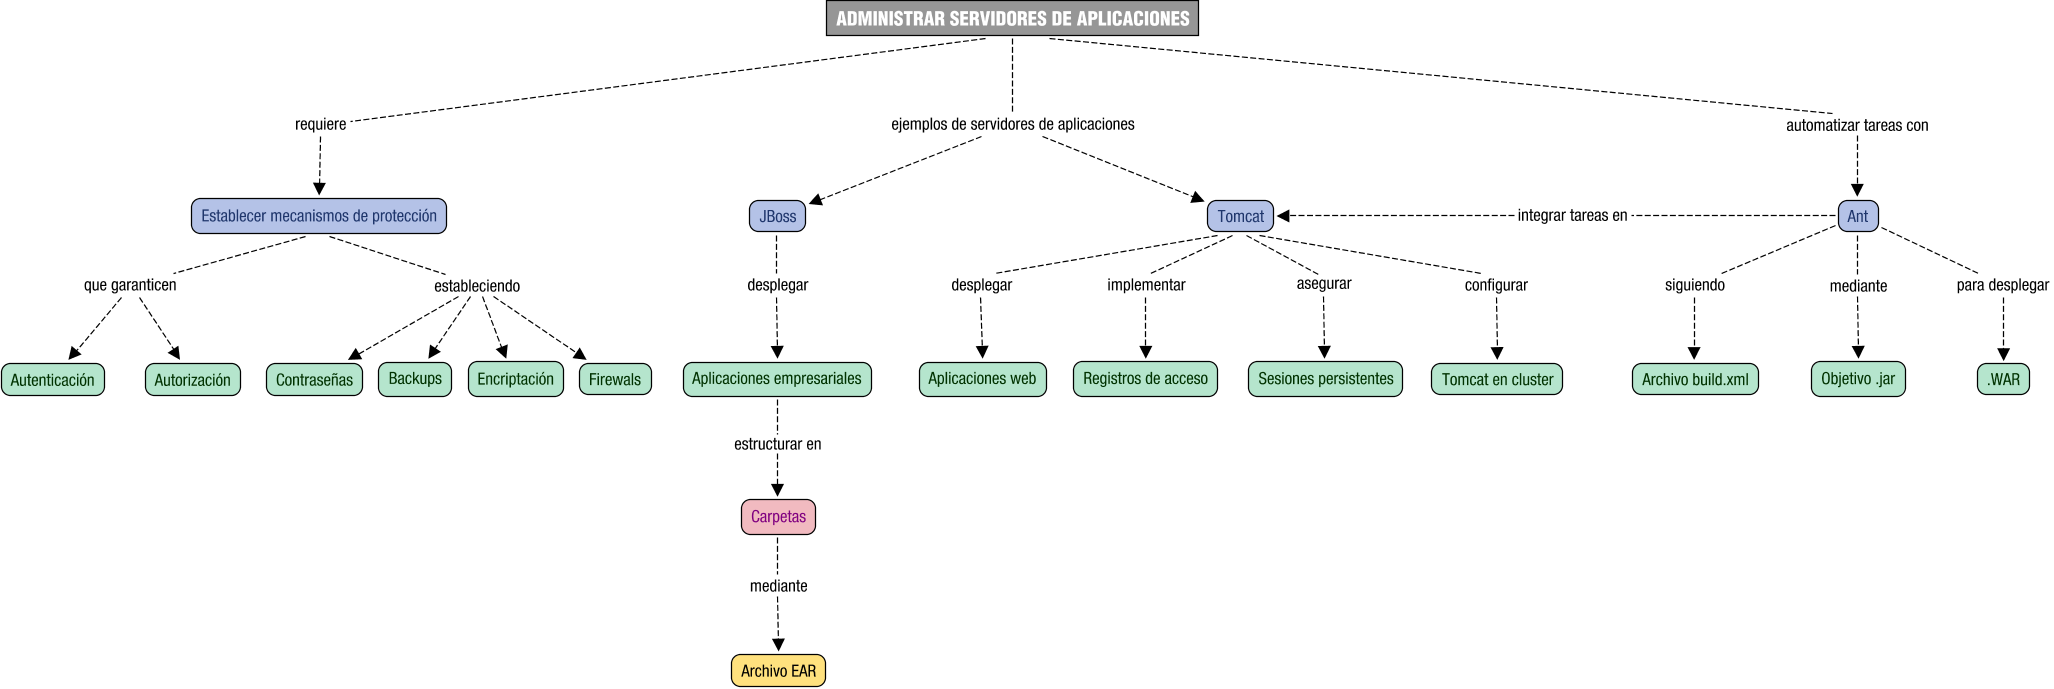 ADMINISTRAR SERVIDORES DE APLICACIONES
requiere
ejemplos de servidores de aplicaciones
automatizar tareas con
Establecer mecanismos de protección
JBoss
Tomcat
integrar tareas en
Ant
que garanticen
estableciendo
desplegar
desplegar
implementar
asegurar
configurar
siguiendo
mediante
para desplegar
Autenticación
Autorización
Contraseñas
Backups
Encriptación
Firewals
Aplicaciones empresariales
Aplicaciones web
Registros de acceso
Sesiones persistentes
Tomcat en cluster
Archivo build.xml
Objetivo .jar
.WAR
estructurar en
Carpetas
mediante
Archivo EAR